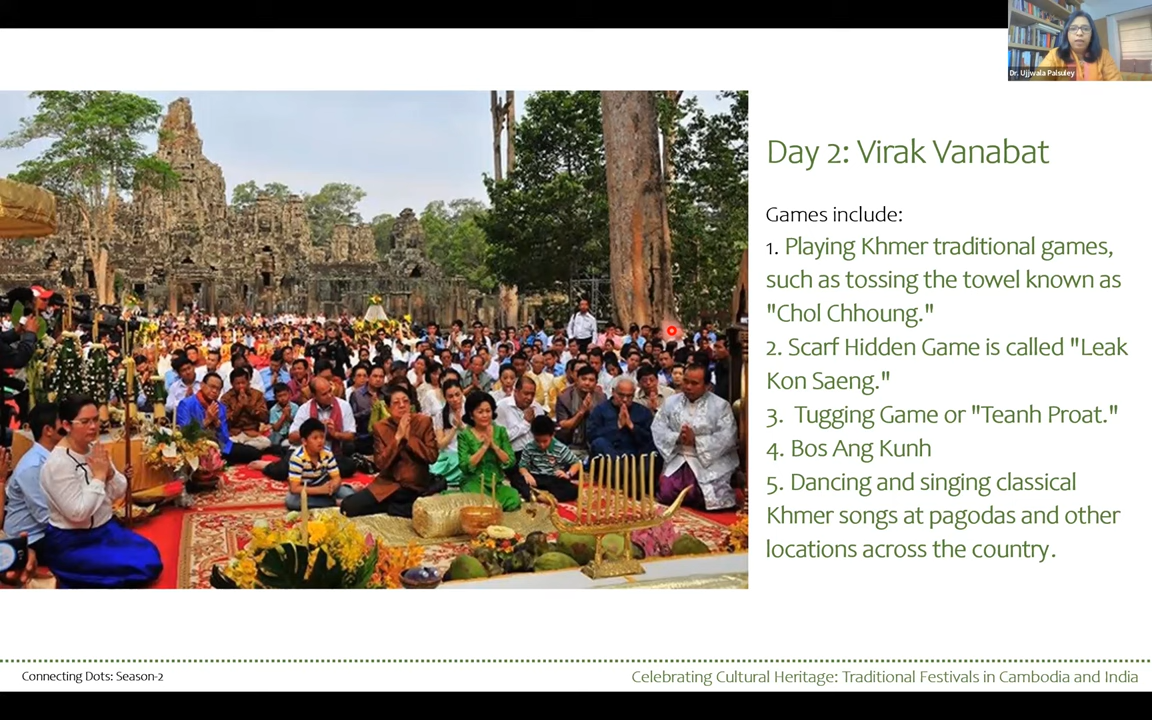 Dr. Ujjwala Palsuley
Day 2: Virak Vanabat
Games include:
1. Playing Khmer traditional games,
such as tossing the towel known as
"Chol Chhoung."
2. Scarf Hidden Game is called "Leak
Kon Saeng."
3.  Tugging Game or "Teanh Proat."
4. Bos Ang Kunh
5. Dancing and singing classical
Khmer songs at pagodas and other
locations across the country.
Connecting Dots: Season-2
Celebrating Cultural Heritage: Traditional Festivals in Cambodia and India